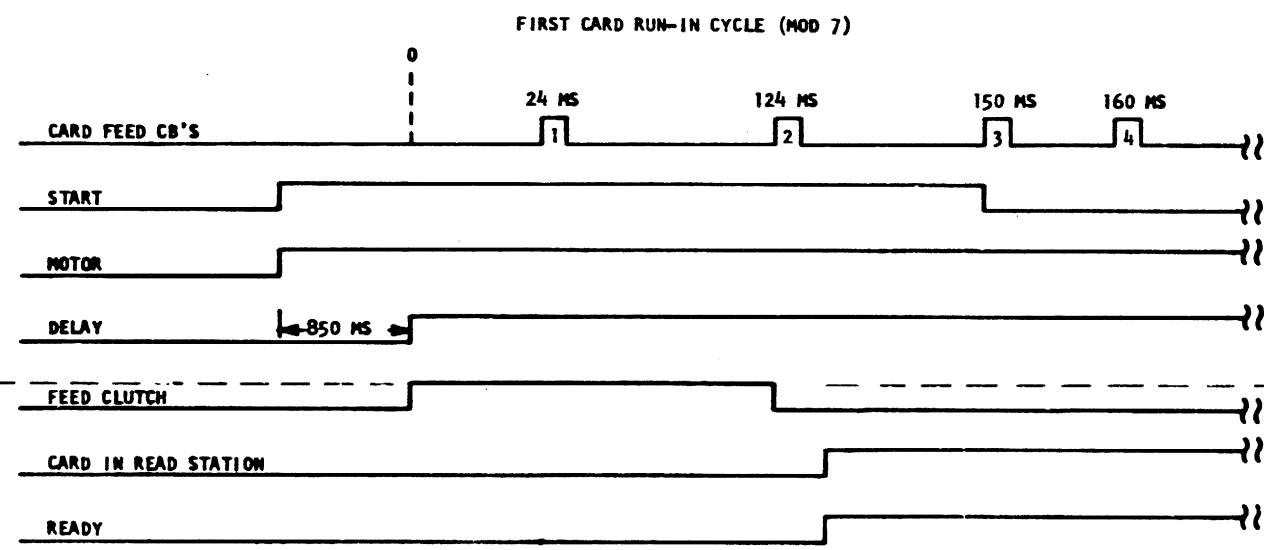 FIRST CARD RUN-IN CYCLE (MOD 7)
0
24 MS
124 MS
150 MS
160 MS
CARD FEED CB'S
1
2
3
4
START
MOTOR
DELAY
850 MS
FEED CLUTCH
CARD IN READ STATION
READY